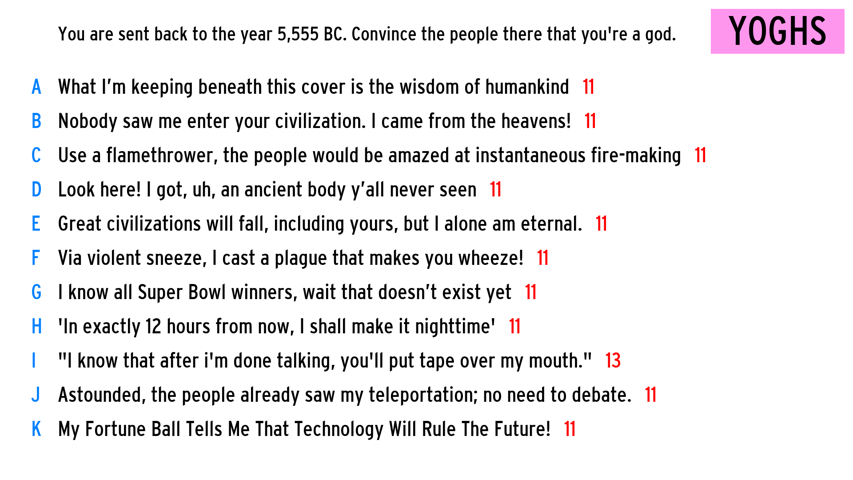 You are sent back to the year 5,555 BC. Convince the people there that you're a god.
YOGHS
A What I'm keeping beneath this cover is the wisdom of humankind 11
B Nobody saw me enter your civilization. I came from the heavens! 11
C Use a flamethrower, the people would be amazed at instantaneous fire-making 11
D Look here! I got, uh, an ancient body y'all never seen 11
E Great civilizations will fall, including yours, but I alone am eternal. 11
F Via violent sneeze, I cast a plague that makes you wheeze! 11
G I know all Super Bowl winners, wait that doesn't exist yet 11
H 'In exactly 12 hours from now, I shall make it nighttime' 11
I "I know that after i'm done talking, you'll put tape over my mouth." 13
J Astounded, the people already saw my teleportation; no need to debate. 11
K My Fortune Ball Tells Me That Technology Will Rule The Future! 11